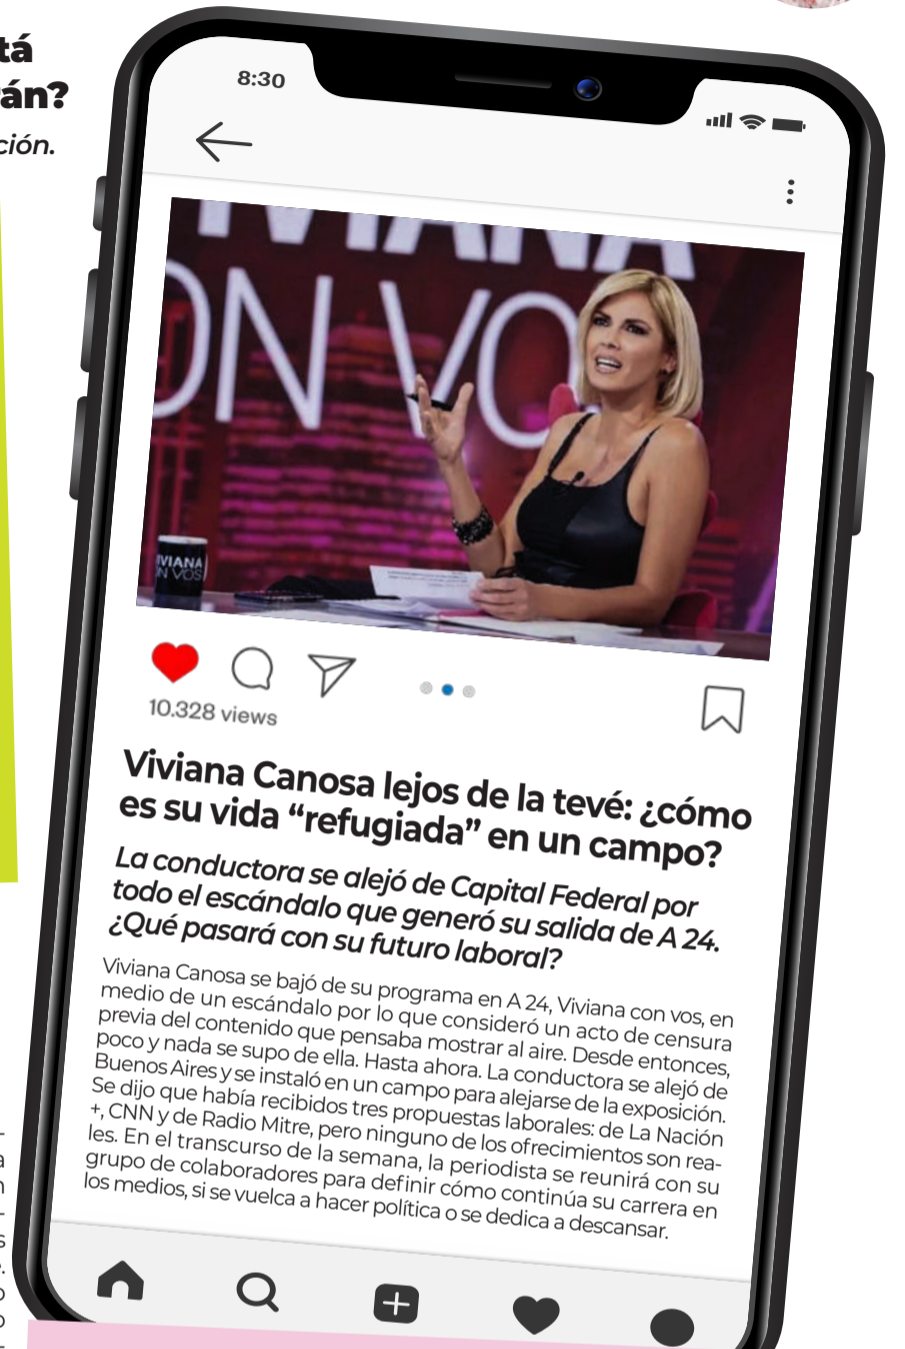 tá
án?
ción.
8:30
VIVIANA
ON VOS
VIVIANA
ON VOS
10.328 views
Viviana Canosa lejos de la tevé: ¿cómo
es su vida “refugiada” en un campo?
La conductora se alejó de Capital Federal por
todo el escándalo que generó su salida de A 24.
¿Qué pasará con su futuro laboral?
Viviana Canosa se bajó de su programa en A 24, Viviana con vos, en
medio de un escándalo por lo que consideró un acto de censura
previa del contenido que pensaba mostrar al aire. Desde entonces,
poco y nada se supo de ella. Hasta ahora. La conductora se alejó de
Buenos Aires y se instaló en un campo para alejarse de la exposición.
Se dijo que había recibidos tres propuestas laborales: de La Nación
+, CNN y de Radio Mitre, pero ninguno de los ofrecimientos son rea-
les. En el transcurso de la semana, la periodista se reunirá con su
grupo de colaboradores para definir cómo continúa su carrera en
los medios, si se vuelca a hacer política o se dedica a descansar.